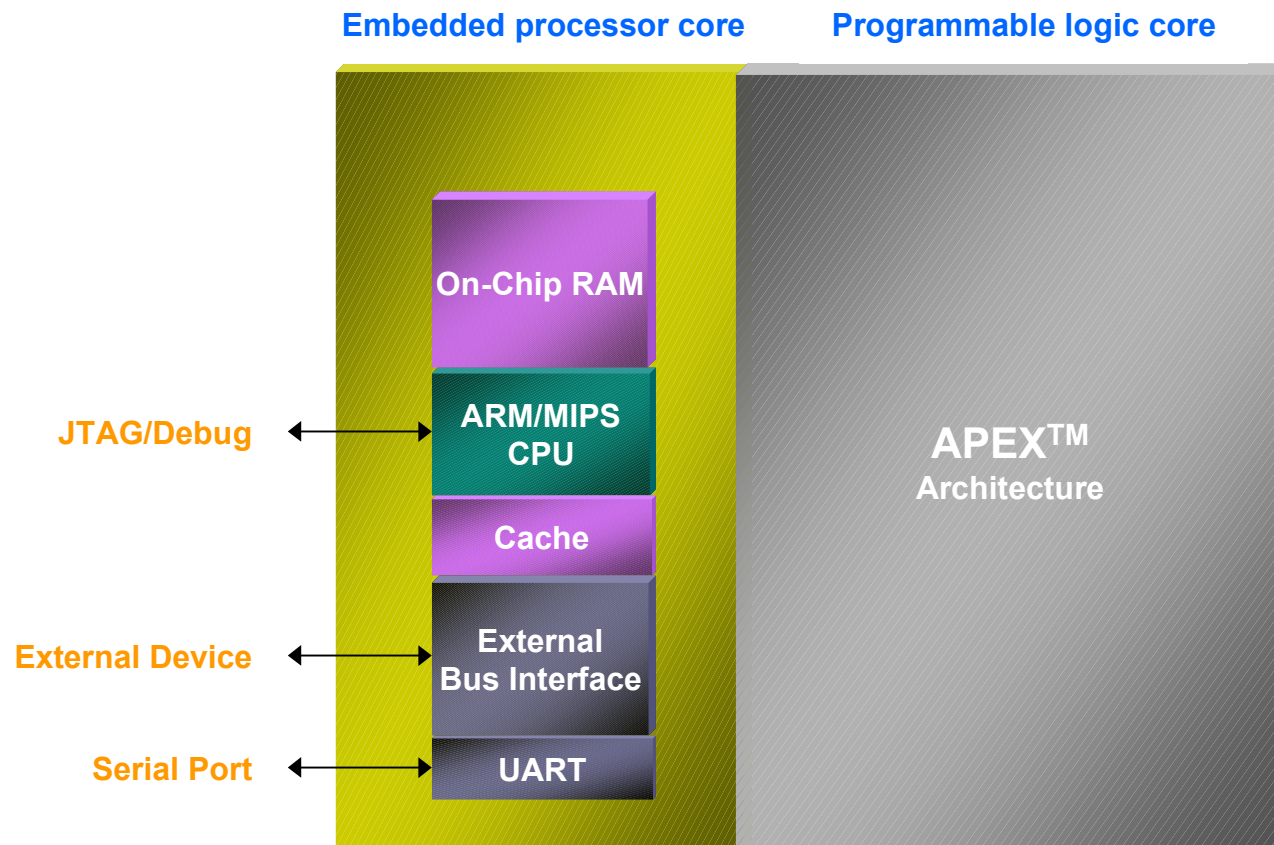 Embedded processor core
Programmable logic core
On-Chip RAM
JTAG/Debug
ARM/MIPS
CPU
APEX™
Architecture
Cache
External Device
External
Bus Interface
Serial Port
UART